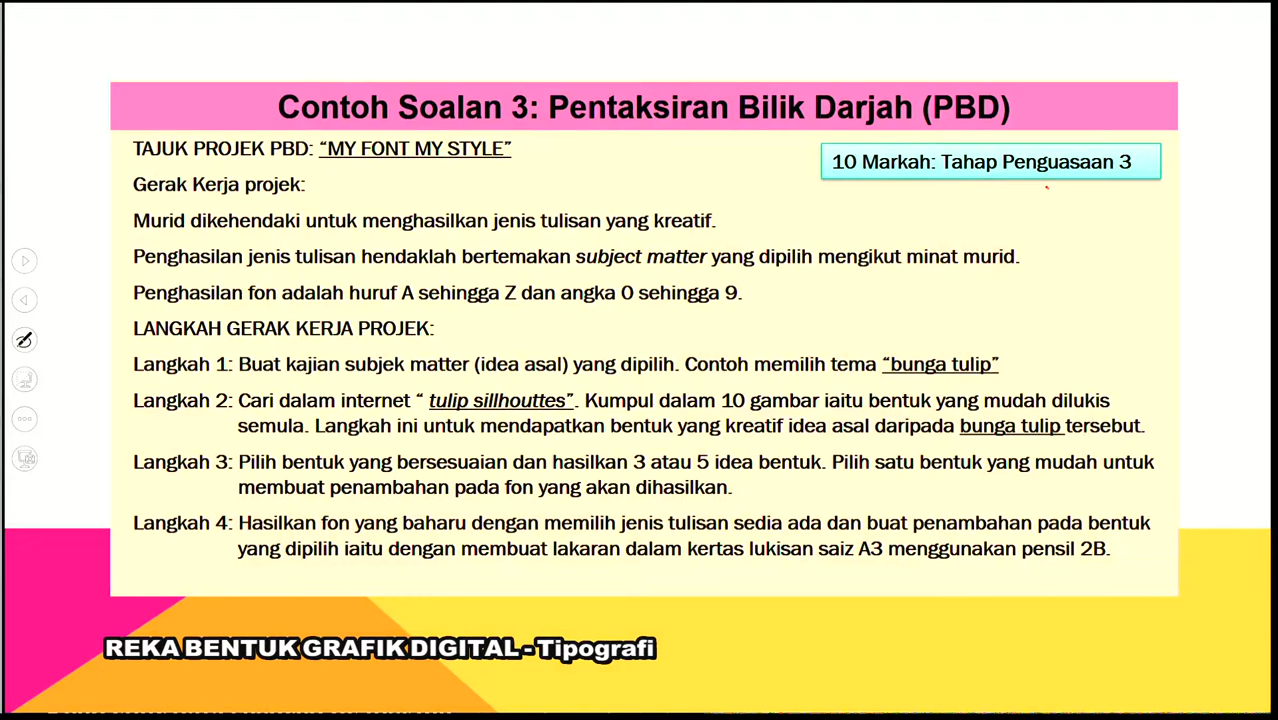 Contoh Soalan 3: Pentaksiran Bilik Darjah (PBD)
TAJUK PROJEK PBD: “MY FONT MY STYLE”
10 Markah: Tahap Penguasaan 3
Gerak Kerja projek:
Murid dikehendaki untuk menghasilkan jenis tulisan yang kreatif.
Penghasilan jenis tulisan hendaklah bertemakan subject matter yang dipilih mengikut minat murid.
Penghasilan fon adalah huruf A sehingga Z dan angka 0 sehingga 9.
LANGKAH GERAK KERJA PROJEK:
Langkah 1: Buat kajian subjek matter (idea asal) yang dipilih. Contoh memilih tema “bunga tulip”
Langkah 2: Cari dalam internet “ tulip sillhouttes”. Kumpul dalam 10 gambar iaitu bentuk yang mudah dilukis
semula. Langkah ini untuk mendapatkan bentuk yang kreatif idea asal daripada bunga tulip tersebut.
Langkah 3: Pilih bentuk yang bersesuaian dan hasilkan 3 atau 5 idea bentuk. Pilih satu bentuk yang mudah untuk
membuat penambahan pada fon yang akan dihasilkan.
Langkah 4: Hasilkan fon yang baharu dengan memilih jenis tulisan sedia ada dan buat penambahan pada bentuk
yang dipilih iaitu dengan membuat lakaran dalam kertas lukisan saiz A3 menggunakan pensil 2B.
REKA BENTUK GRAFIK DIGITAL - Tipografi